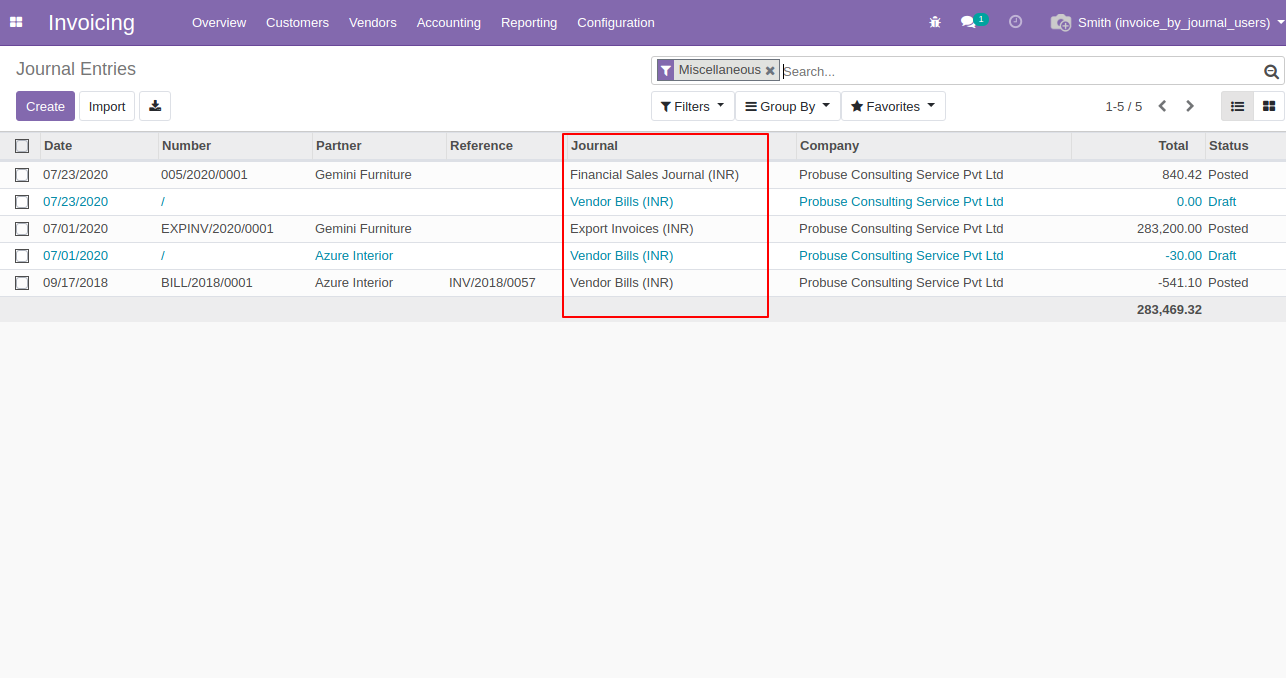 Invoicing Overview Customers Vendors Accounting Reporting Configuration 1 Smith (invoice_by_journal_users)
Journal Entries Miscellaneous Search...
Create Import Filters Group By Favorites 1-5 / 5
Date Number Partner Reference Journal Company Total Status
07/23/2020 005/2020/0001 Gemini Furniture Financial Sales Journal (INR) Probuse Consulting Service Pvt Ltd 840.42 Posted
07/23/2020 / Vendor Bills (INR) Probuse Consulting Service Pvt Ltd 0.00 Draft
07/01/2020 EXPINV/2020/0001 Gemini Furniture Export Invoices (INR) Probuse Consulting Service Pvt Ltd 283,200.00 Posted
07/01/2020 / Azure Interior Vendor Bills (INR) Probuse Consulting Service Pvt Ltd -30.00 Draft
09/17/2018 BILL/2018/0001 Azure Interior INV/2018/0057 Vendor Bills (INR) Probuse Consulting Service Pvt Ltd -541.10 Posted
283,469.32